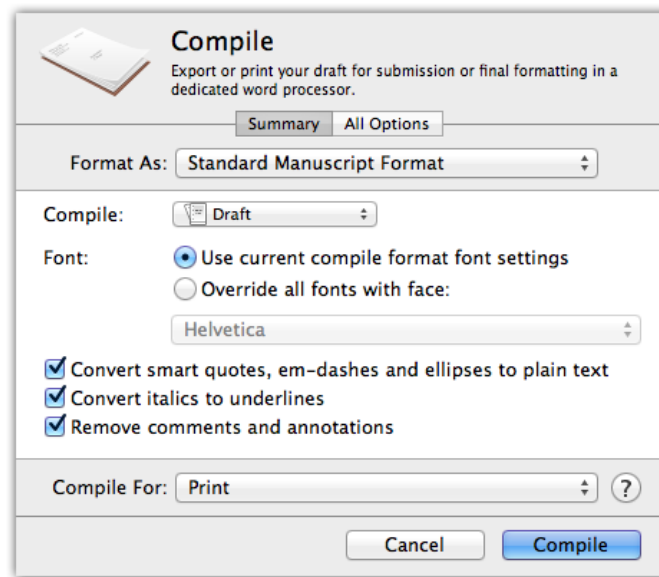 Compile
Export or print your draft for submission or final formatting in a
dedicated word processor.
Summary All Options
Format As: Standard Manuscript Format
Compile: Draft
Font: Use current compile format font settings
Override all fonts with face:
Helvetica
Convert smart quotes, em-dashes and ellipses to plain text
Convert italics to underlines
Remove comments and annotations
Compile For: Print ?
Cancel Compile